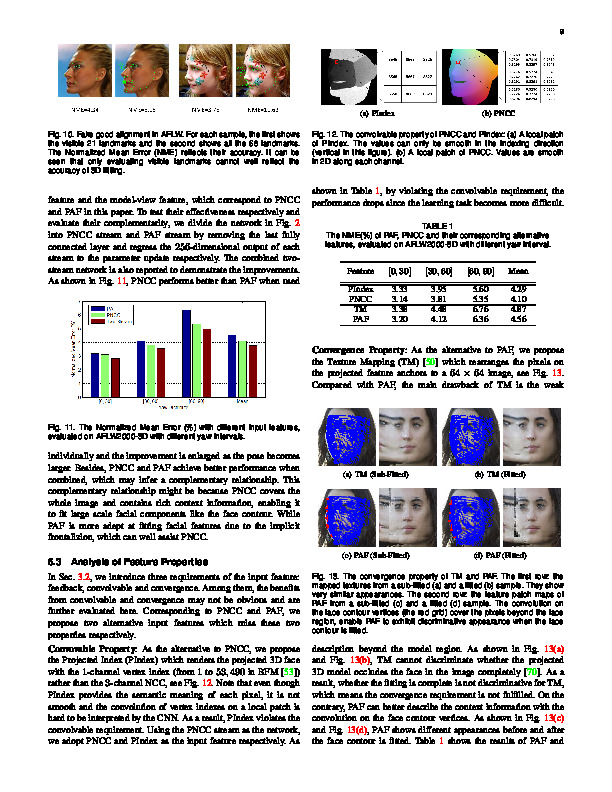 9
(a) PIndex
(b) PNCC
Fig. 10. Fake good alignment in AFLW. For each sample, the first shows
the visible 21 landmarks and the second shows all the 68 landmarks.
The Normalized Mean Error (NME) reflects their accuracy. It can be
seen that only evaluating visible landmarks cannot well reflect the
accuracy of 3D fitting.
Fig. 12. The convolvable property of PNCC and PIndex: (a) A local patch
of PIndex. The values can only be smooth in the indexing direction
(vertical in this figure). (b) A local patch of PNCC. Values are smooth
in 2D along each channel.
feature and the model-view feature, which correspond to PNCC
and PAF in this paper. To test their effectiveness respectively and
evaluate their complementarity, we divide the network in Fig. 2
into PNCC stream and PAF stream by removing the last fully
connected layer and regress the 256-dimensional output of each
stream to the parameter update respectively. The combined two-
stream network is also reported to demonstrate the improvements.
As shown in Fig. 11, PNCC performs better than PAF when used
Normalized Mean Error (%)
PAF
PNCC
[0, 30]
[30, 60]
[60, 90]
Mean
Fig. 11. The Normalized Mean Error (%) with different input features,
evaluated on AFLW2000-3D with different yaw intervals.
individually and the improvement is enlarged as the pose becomes
larger. Besides, PNCC and PAF achieve better performance when
combined, which may infer a complementary relationship. This
complementary relationship might be because PNCC covers the
whole image and contains rich context information, enabling it
to fit large scale facial components like the face contour. While
PAF is more adept at fitting facial features due to the implicit
frontalization, which can well assist PNCC.
6.3 Analysis of Feature Properties
In Sec. 3.2, we introduce three requirements of the input feature:
feedback, convolvable and convergence. Among them, the benefits
from convolvable and convergence may not be obvious and are
further evaluated here. Corresponding to PNCC and PAF, we
propose two alternative input features which miss these two
properties respectively.
Convolvable Property: As the alternative to PNCC, we propose
the Projected Index (PIndex) which renders the projected 3D face
with the 1-channel vertex index (from 1 to 53, 490 in BFM [53])
rather than the 3-channel NCC, see Fig. 12. Note that even though
PIndex provides the semantic meaning of each pixel, it is not
smooth and the convolution of vertex indexes on a local patch is
hard to be interpreted by the CNN. As a result, PIndex violates the
convolvable requirement. Using the PNCC stream as the network,
we adopt PNCC and PIndex as the input feature respectively. As
shown in Table 1, by violating the convolvable requirement, the
performance drops since the learning task becomes more difficult.
TABLE 1
The NME(%) of PAF, PNCC and their corresponding alternative
features, evaluated on AFLW2000-3D with different yaw interval.
Feature [0, 30] [30, 60] [60, 90] Mean
PIndex 3.33 3.95 5.60 4.29
PNCC 3.14 3.81 5.35 4.10
TM 3.38 4.48 6.76 4.87
PAF 3.20 4.12 6.36 4.56
Convergence Property: As the alternative to PAF, we propose
the Texture Mapping (TM) [50] which rearranges the pixels on
the projected feature anchors to a 64 × 64 image, see Fig. 13.
Compared with PAF, the main drawback of TM is the weak
(a) TM (Sub-Fitted)
(b) TM (Fitted)
(c) PAF (Sub-Fitted)
(d) PAF (Fitted)
Fig. 13. The convergence property of TM and PAF. The first row: the
mapped textures from a sub-fitted (a) and a fitted (b) sample. They show
very similar appearances. The second row: the feature patch maps of
PAF from a sub-fitted (c) and a fitted (d) sample. The convolution on
the face contour vertices (the red grid) cover the pixels beyond the face
region, enable PAF to exhibit discriminative appearance when the face
contour is fitted.
description beyond the model region. As shown in Fig. 13(a)
and Fig. 13(b), TM cannot discriminate whether the projected
3D model occludes the face in the image completely [70]. As a
result, whether the fitting is complete is not discriminative for TM,
which means the convergence requirement is not fulfilled. On the
contrary, PAF can better describe the context information with the
convolution on the face contour vertices. As shown in Fig. 13(c)
and Fig. 13(d), PAF shows different appearances before and after
the face contour is fitted. Table 1 shows the results of PAF and